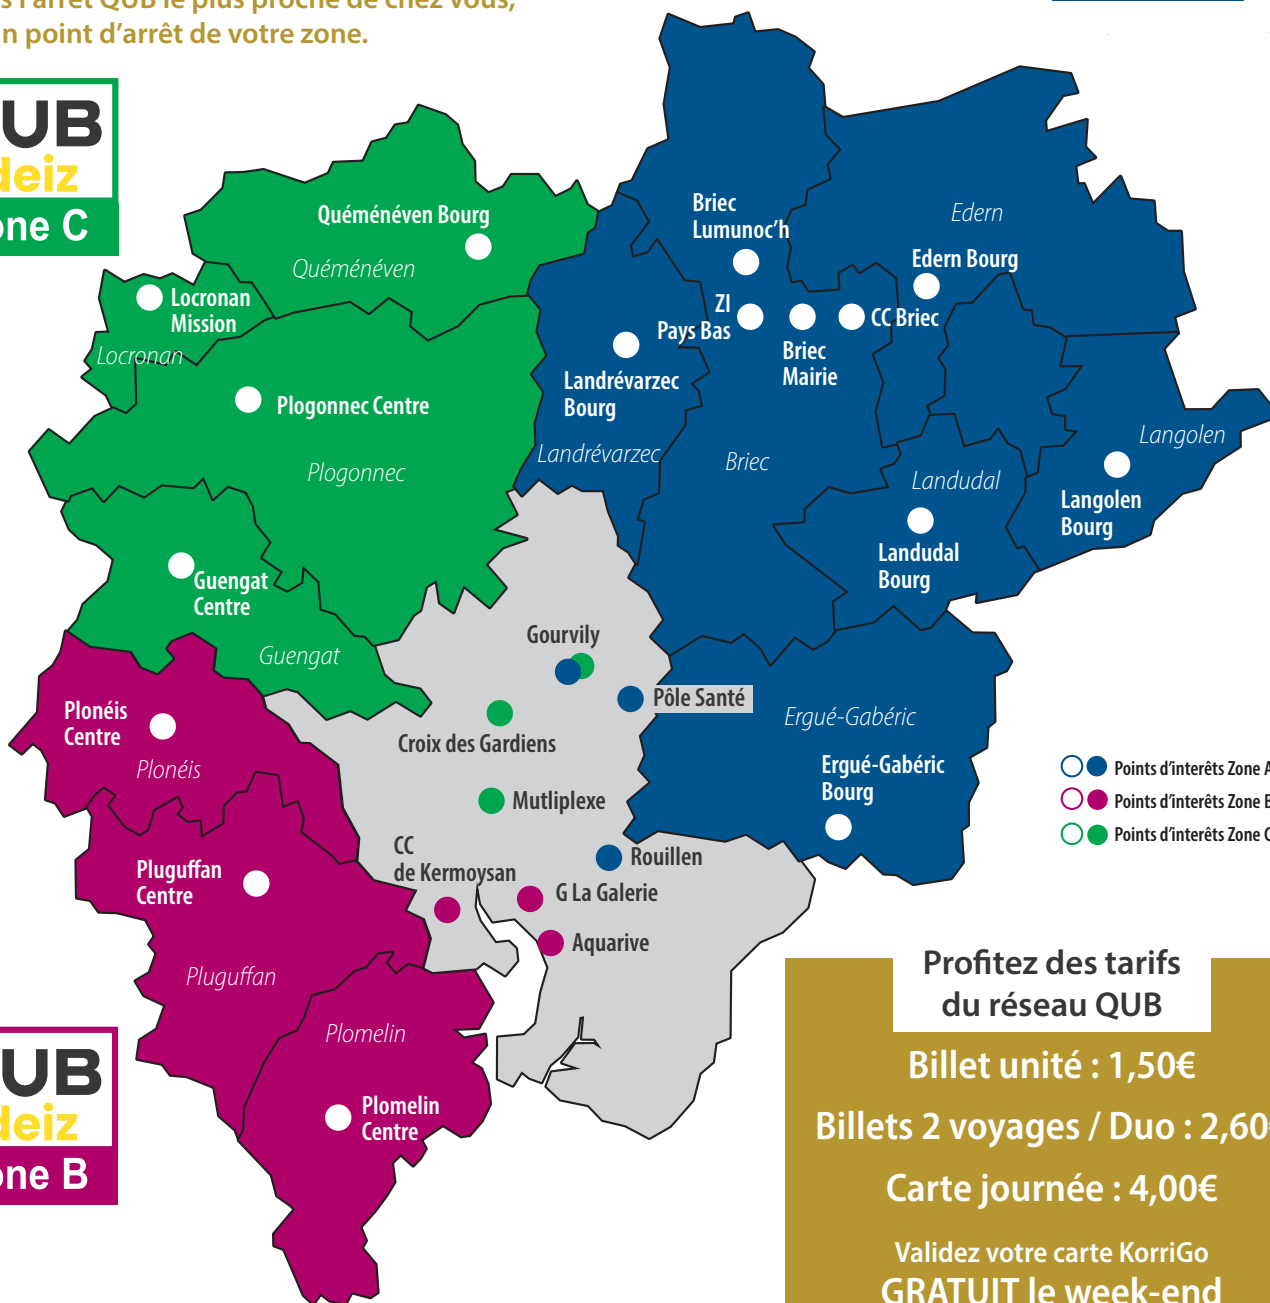 s l'arrêt QUB le plus proche de chez vous,
n point d'arrêt de votre zone.
UB
deiz
one C
Quéménéven Bourg
Quéménéven
Locronan
Mission
Locronan
Plogonnec Centre
Plogonnec
Guengat
Centre
Guengat
Briec
Lumunoc'h
Edern
Edern Bourg
ZI
Pays Bas
CC Briec
Briec
Mairie
Landrévarzec
Bourg
Landrévarzec
Briec
Langolen
Langolen
Bourg
Landudal
Landudal
Bourg
Gourvily
Pôle Santé
Croix des Gardiens
Mutliplexe
CC
de Kermoysan
Rouillen
G La Galerie
Aquarive
Ergué-Gabéric
Ergué-Gabéric
Bourg
Plonéis
Centre
Plonéis
Pluguffan
Centre
Pluguffan
Plomelin
Plomelin
Centre
Points d'interêts Zone A
Points d'interêts Zone B
Points d'interêts Zone C
UB
deiz
one B
Profitez des tarifs
du réseau QUB
Billet unité : 1,50€
Billets 2 voyages / Duo : 2,60€
Carte journée : 4,00€
Validez votre carte KorriGo
GRATUIT le week-end